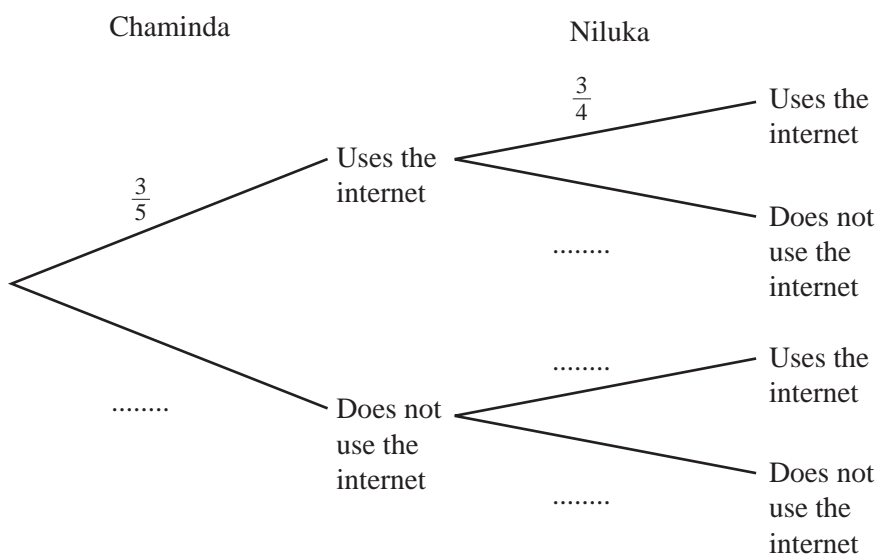 Chaminda
Niluka
3/5
Uses the
internet
3/4
Uses the
internet
........
Does not
use the
internet
........
Does not
use the
internet
........
Uses the
internet
........
Does not
use the
internet